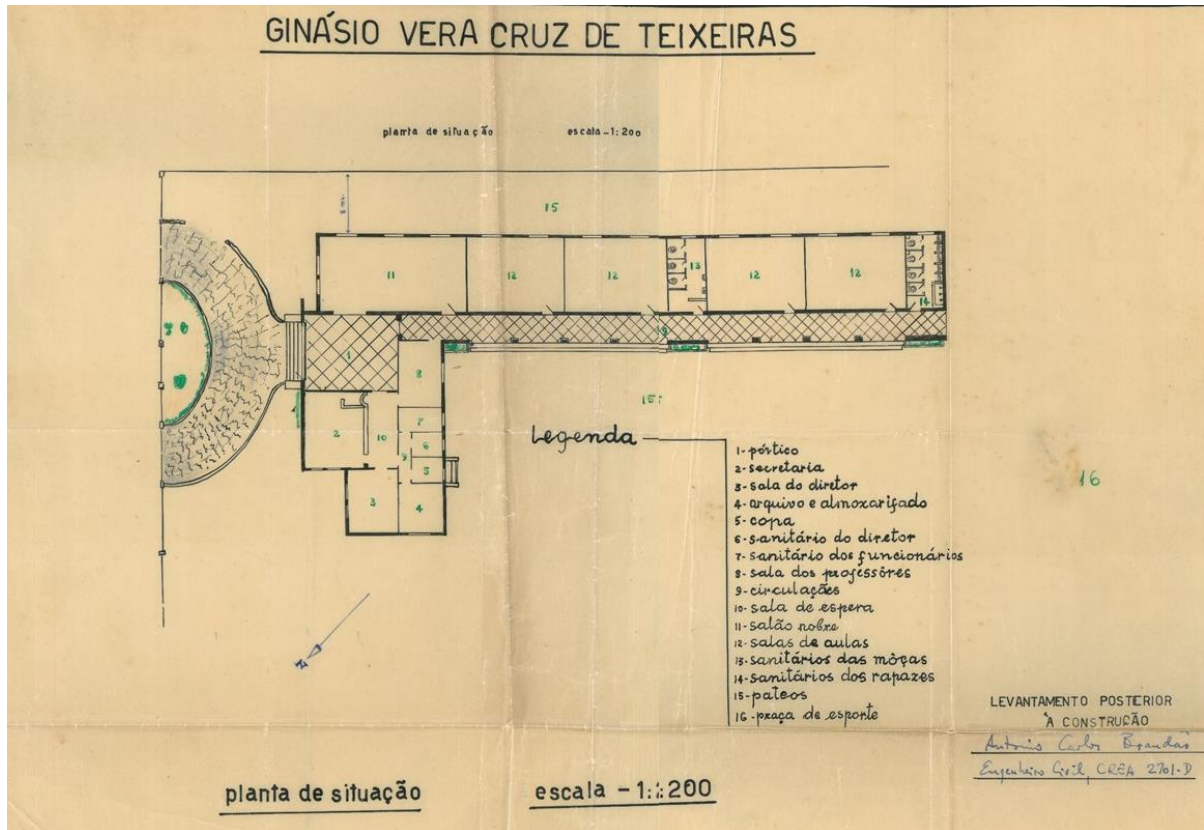 GINÁSIO VERA CRUZ DE TEIXEIRAS
planta de situação escala-1:200
15
11
12
12
13
12
12
14
1
9
8
2
10
7
6
9
5
3
4
15
16
N
Legenda
1-pórtico
2-secretaria
3-sala do diretor
4-arquivo e almoxarifado
5-copa
6-sanitário do diretor
7-sanitário dos funcionários
8-sala dos professôres
9-circulações
10-sala de espera
11-salão nobre
12-salas de aulas
13-sanitários das môças
14-sanitários dos rapazes
15-pateos
16-praça de esporte
LEVANTAMENTO POSTERIOR
À CONSTRUÇÃO
Antonio Carlos Brandão
Engenheiro Civil, CREA 2701-D
planta de situação escala -1:200